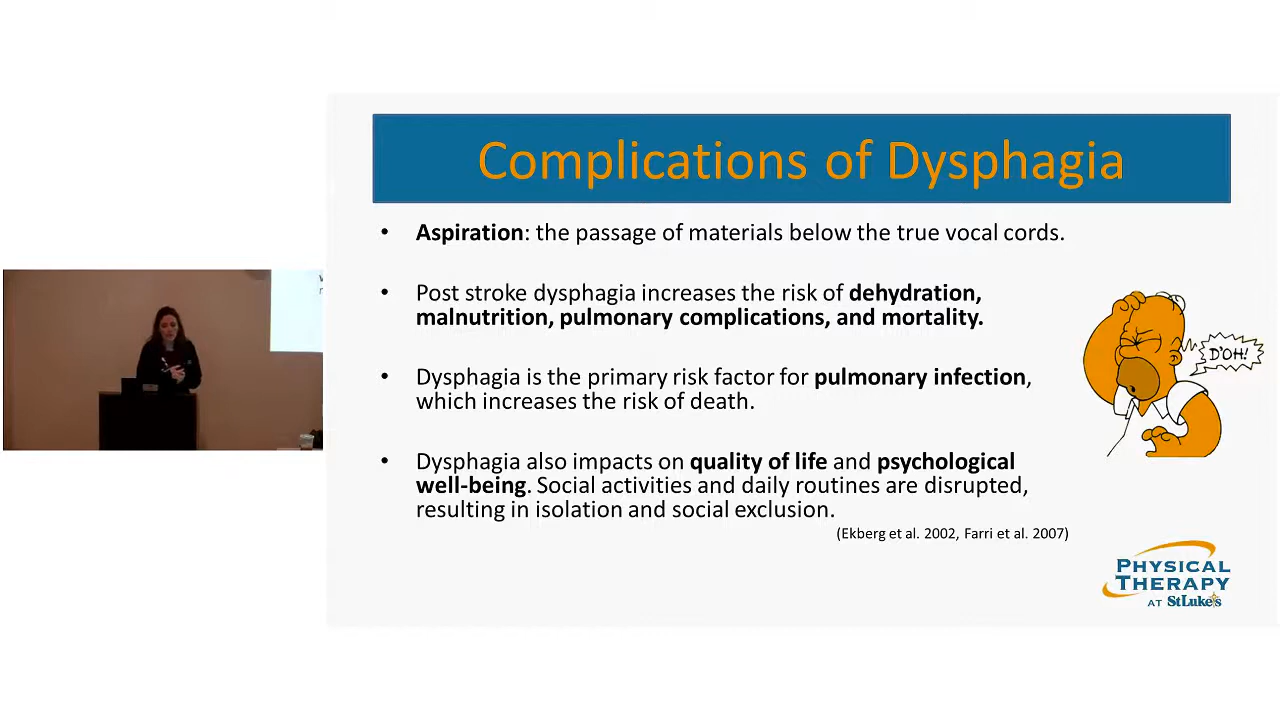 Complications of Dysphagia
• Aspiration: the passage of materials below the true vocal cords.
• Post stroke dysphagia increases the risk of dehydration,
malnutrition, pulmonary complications, and mortality.
• Dysphagia is the primary risk factor for pulmonary infection,
which increases the risk of death.
• Dysphagia also impacts on quality of life and psychological
well-being. Social activities and daily routines are disrupted,
resulting in isolation and social exclusion.
(Ekberg et al. 2002, Farri et al. 2007)
D'OH!
PHYSICAL
THERAPY
AT StLuke's